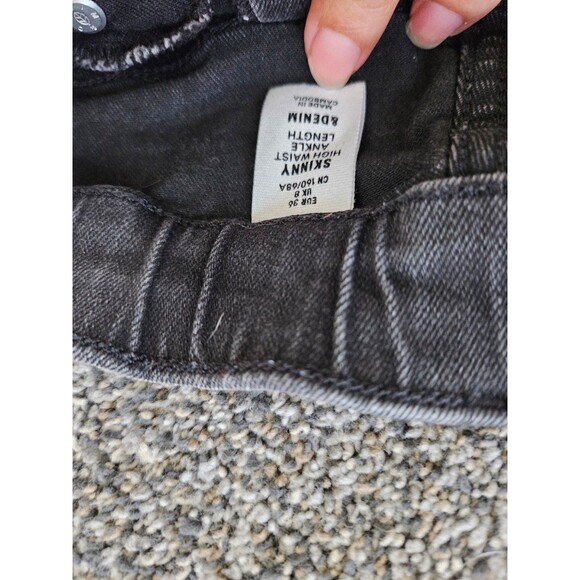 EUR 36
UK 8
CN 160/68A
SKINNY
HIGH WAIST
ANKLE
LENGTH
&DENIM
MADE IN
CAMBODIA